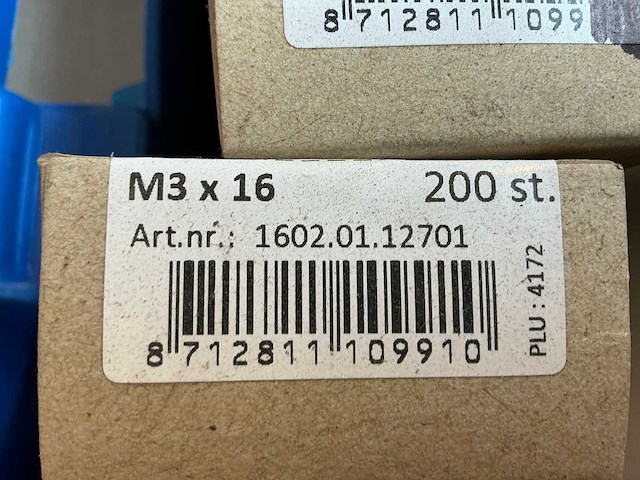 8 712811 1099
M3 x 16 200 st.
Art.nr.: 1602.01.12701
PLU : 4172
8 712811 109910